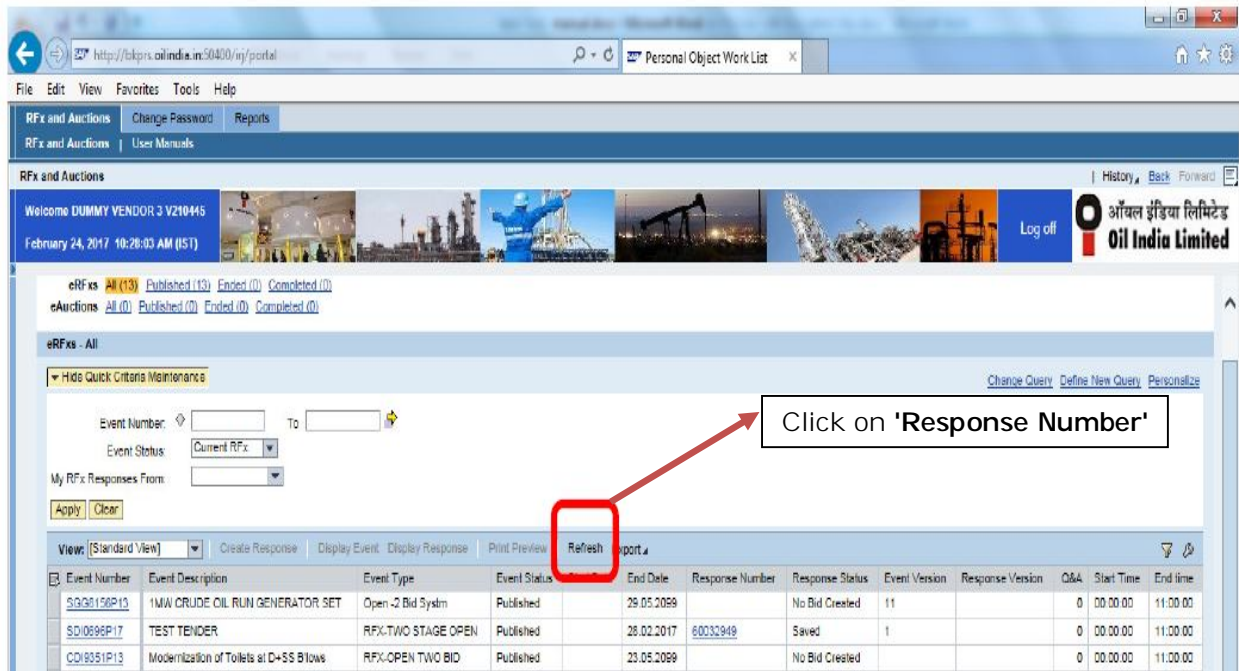 http://bkprs.oilindia.in:50400/irj/portal
Personal Object Work List
File Edit View Favorites Tools Help
RFx and Auctions Change Password Reports
RFx and Auctions | User Manuals
RFx and Auctions | History Back Forward
Welcome DUMMY VENDOR 3 V210445
February 24, 2017 10:28:03 AM (IST)
Log off
ऑयल इंडिया लिमिटेड
Oil India Limited
eRFxs All (13) Published (13) Ended (0) Completed (0)
eAuctions All (0) Published (0) Ended (0) Completed (0)
eRFxs - All
Hide Quick Criteria Maintenance Change Query Define New Query Personalize
Event Number: To
Event Status: Current RFx
My RFx Responses From:
Click on 'Response Number'
Apply Clear
View: [Standard View] Create Response Display Event Display Response Print Preview Refresh Export
Event Number Event Description Event Type Event Status End Date Response Number Response Status Event Version Response Version Q&A Start Time End time
SGG6156P13 1MW CRUDE OIL RUN GENERATOR SET Open -2 Bid Systm Published 29.05.2099 No Bid Created 11 0 00:00:00 11:00:00
SDI0696P17 TEST TENDER RFX-TWO STAGE OPEN Published 28.02.2017 60032949 Saved 1 0 00:00:00 11:00:00
CDI9351P13 Modernization of Toilets at D+SS B'lows RFX-OPEN TWO BID Published 23.05.2099 No Bid Created 0 00:00:00 11:00:00